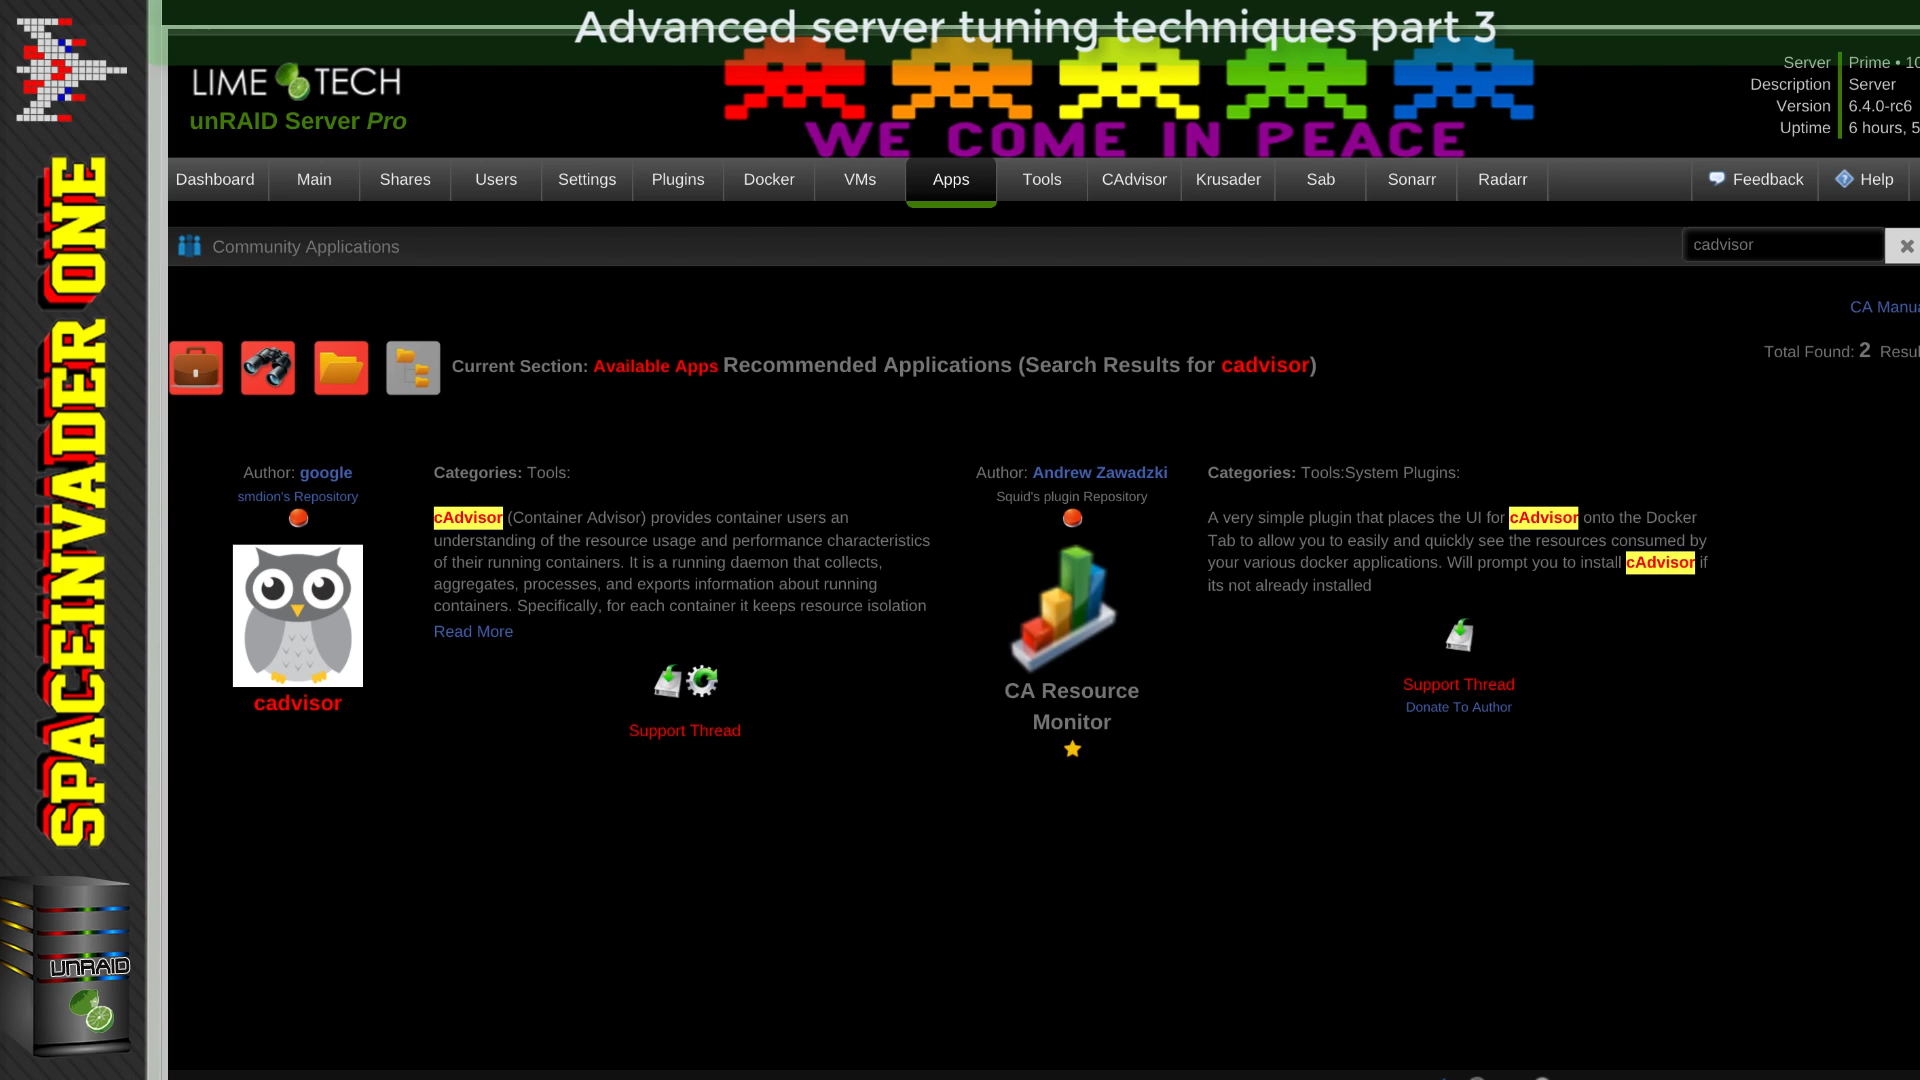 Advanced server tuning techniques part 3
SPACEINVADER ONE
UNRAID
LIME TECH
unRAID Server Pro
WE COME IN PEACE
Server Prime • 10
Description Server
Version 6.4.0-rc6
Uptime 6 hours, 5
Dashboard Main Shares Users Settings Plugins Docker VMs Apps Tools CAdvisor Krusader Sab Sonarr Radarr Feedback Help
Community Applications
cadvisor
CA Manua
Current Section: Available Apps Recommended Applications (Search Results for cadvisor)
Total Found: 2 Resul
Author: google
smdion's Repository
cadvisor
Categories: Tools:
cAdvisor (Container Advisor) provides container users an
understanding of the resource usage and performance characteristics
of their running containers. It is a running daemon that collects,
aggregates, processes, and exports information about running
containers. Specifically, for each container it keeps resource isolation
Read More
Support Thread
Author: Andrew Zawadzki
Squid's plugin Repository
CA Resource
Monitor
Categories: Tools:System Plugins:
A very simple plugin that places the UI for cAdvisor onto the Docker
Tab to allow you to easily and quickly see the resources consumed by
your various docker applications. Will prompt you to install cAdvisor if
its not already installed
Support Thread
Donate To Author